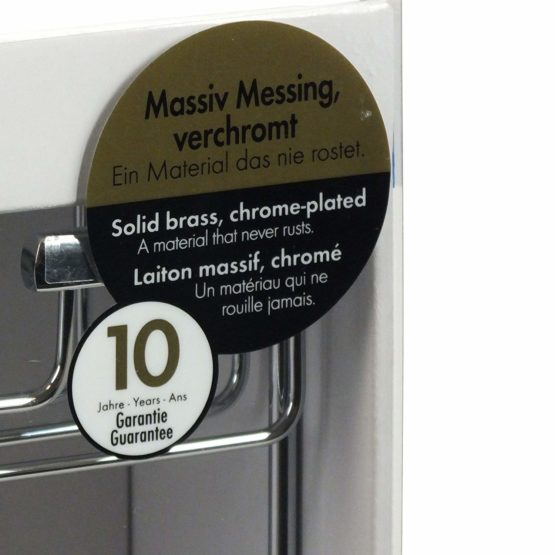 Massiv Messing,
verchromt
Ein Material das nie rostet.
Solid brass, chrome-plated
A material that never rusts.
Laiton massif, chromé
Un matériau qui ne
rouille jamais.
10
Jahre - Years - Ans
Garantie
Guarantee